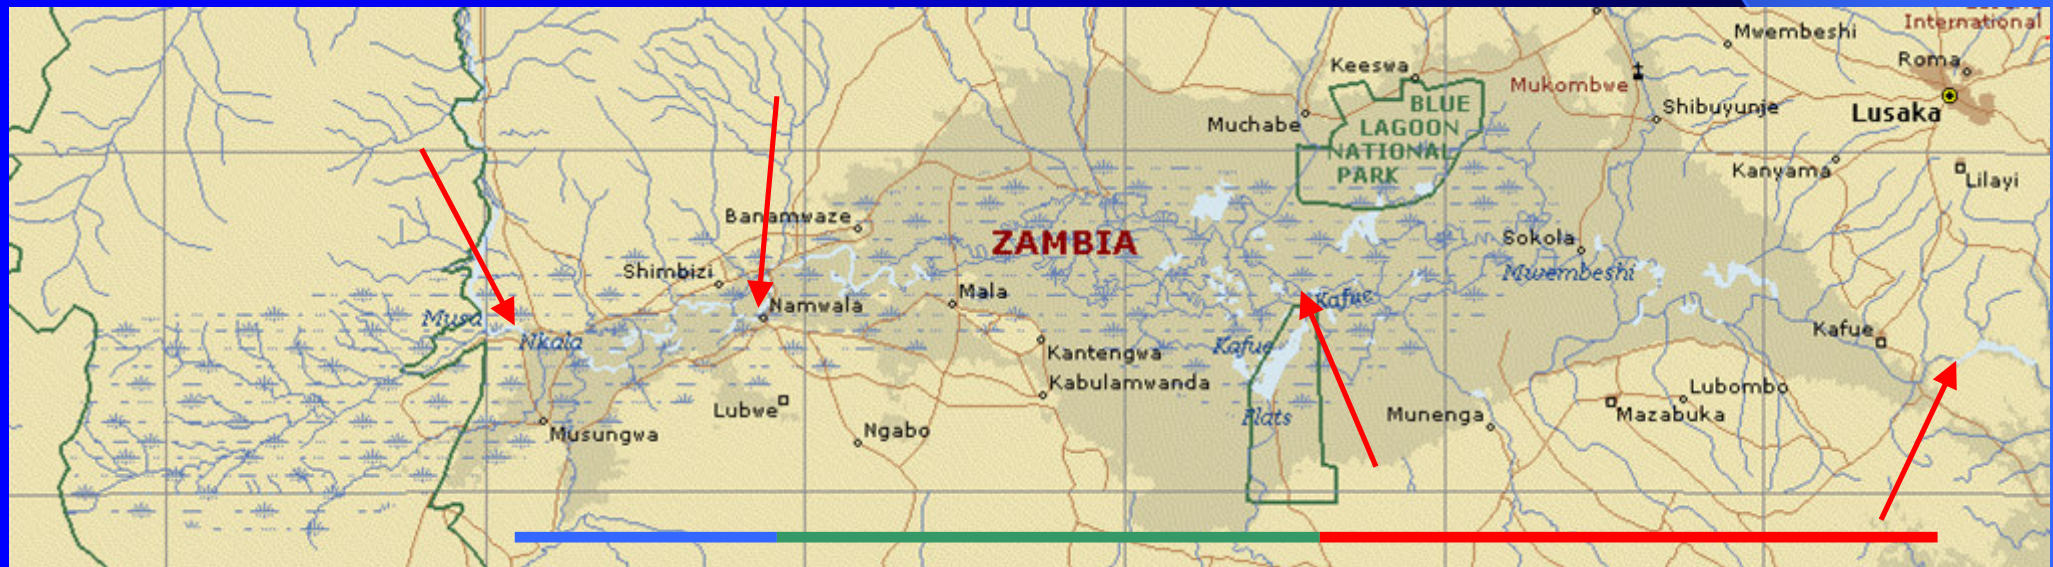 International
Mwembeshi
Roma
Keeswa
Mukombwe
BLUE
LAGOON
NATIONAL
PARK
Shibuyunje
Lusaka
Muchabe
Kanyama
Lilayi
Banamwaze
ZAMBIA
Sokola
Mwembeshi
Shimbizi
Namwala
Mala
Kafue
Musa
Nkala
Kafue
Kafue
Flats
Kantengwa
Kabulamwanda
Lubwe
Lubombo
Mazabuka
Munenga
Musungwa
Ngabo